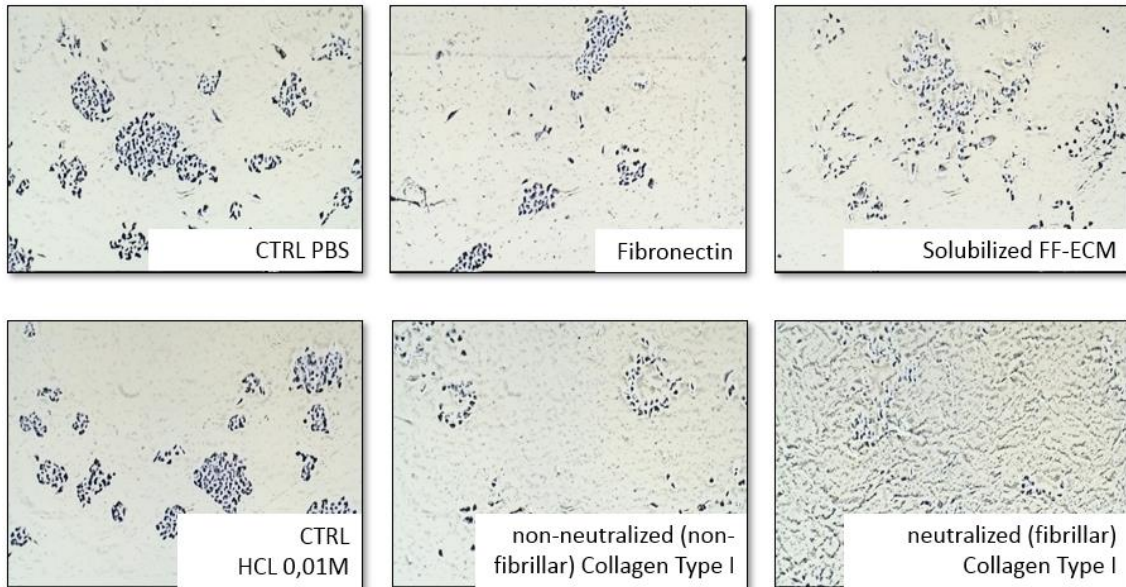 CTRL PBS
Fibronectin
Solubilized FF-ECM
CTRL
HCL 0,01M
non-neutralized (non-
fibrillar) Collagen Type I
neutralized (fibrillar)
Collagen Type I